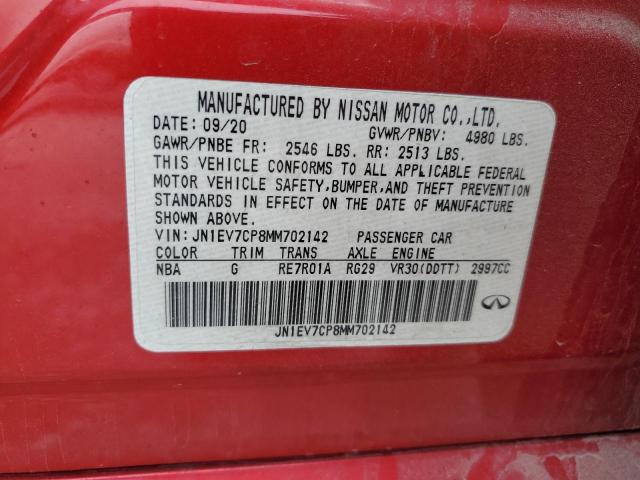 MANUFACTURED BY NISSAN MOTOR CO.,LTD.
DATE: 09/20 GVWR/PNBV: 4980 LBS.
GAWR/PNBE FR: 2546 LBS. RR: 2513 LBS.
THIS VEHICLE CONFORMS TO ALL APPLICABLE FEDERAL
MOTOR VEHICLE SAFETY,BUMPER,AND THEFT PREVENTION
STANDARDS IN EFFECT ON THE DATE OF MANUFACTURE
SHOWN ABOVE.
VIN: JN1EV7CP8MM702142 PASSENGER CAR
COLOR TRIM TRANS AXLE ENGINE
NBA G RE7R01A RG29 VR30(DDTT) 2997CC
JN1EV7CP8MM702142